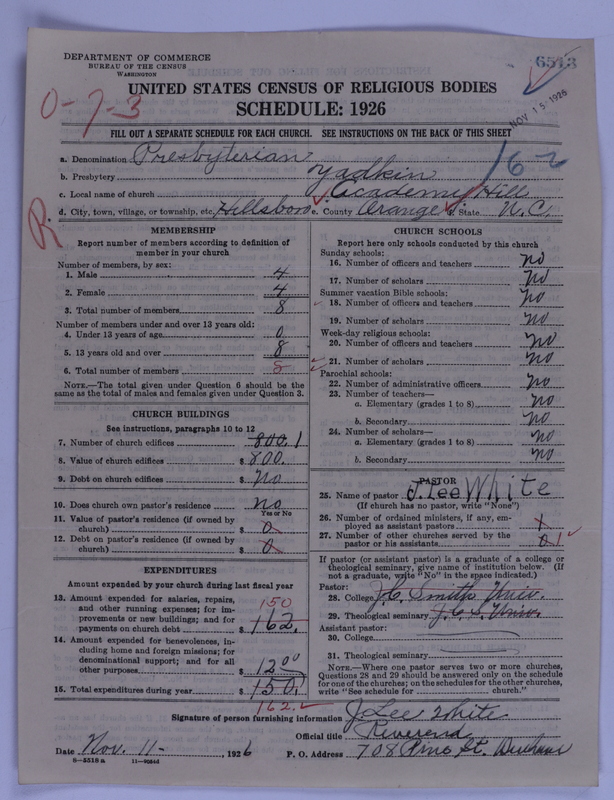 DEPARTMENT OF COMMERCE
BUREAU OF THE CENSUS
WASHINGTON
6513
NOV 15 1926
UNITED STATES CENSUS OF RELIGIOUS BODIES
SCHEDULE: 1926
0-7-3
FILL OUT A SEPARATE SCHEDULE FOR EACH CHURCH. SEE INSTRUCTIONS ON THE BACK OF THIS SHEET
a. Denomination Presbyterian
162
b. Presbytery Yadkin
c. Local name of church Academy Hill
d. City, town, village, or township, etc. Hillsboro e. County Orange f. State N.C.
R
MEMBERSHIP
Report number of members according to definition of member in your church
Number of members, by sex:
1. Male 4
2. Female 4
3. Total number of members 8
Number of members under and over 13 years old:
4. Under 13 years of age 0
5. 13 years old and over 8
6. Total number of members 8
NOTE.—The total given under Question 6 should be the
same as the total of males and females given under Question 3.
CHURCH BUILDINGS
See instructions, paragraphs 10 to 12
7. Number of church edifices 800. 1
8. Value of church edifices $ 800.
9. Debt on church edifices $ no
10. Does church own pastor's residence no
Yes or No
11. Value of pastor's residence (if owned by
church) $ 0
12. Debt on pastor's residence (if owned by
church) $ 0
EXPENDITURES
Amount expended by your church during last fiscal year
13. Amount expended for salaries, repairs,
and other running expenses; for im-
provements or new buildings; and for
payments on church debt $ 162.
150
14. Amount expended for benevolences, in-
cluding home and foreign missions; for
denominational support; and for all
other purposes $ 12 00
15. Total expenditures during year $ 150.
162.
CHURCH SCHOOLS
Report here only schools conducted by this church
Sunday schools:
16. Number of officers and teachers no
17. Number of scholars no
Summer vacation Bible schools:
18. Number of officers and teachers no
19. Number of scholars no
Week-day religious schools:
20. Number of officers and teachers no
21. Number of scholars no
Parochial schools:
22. Number of administrative officers no
23. Number of teachers—
a. Elementary (grades 1 to 8) no
b. Secondary no
24. Number of scholars—
a. Elementary (grades 1 to 8) no
b. Secondary no
PASTOR
25. Name of pastor J. Lee White
(If church has no pastor, write "None")
26. Number of ordained ministers, if any, em-
ployed as assistant pastors
27. Number of other churches served by the
pastor or his assistants 0 1
If pastor (or assistant pastor) is a graduate of a college or
theological seminary, give name of institution below. (If
not a graduate, write "No" in the space indicated.)
Pastor:
28. College J. C. Smith Univ.
29. Theological seminary J. C. S. Univ.
Assistant pastor:
30. College
31. Theological seminary
NOTE.—Where one pastor serves two or more churches,
Questions 28 and 29 should be answered only on the schedule
for one of the churches; on the schedules for the other churches,
write "See schedule for church."
Signature of person furnishing information J. Lee White
Official title Reverend
Date Nov. 11-, 1926
P. O. Address 708 Pine St. Durham
8-5518 a